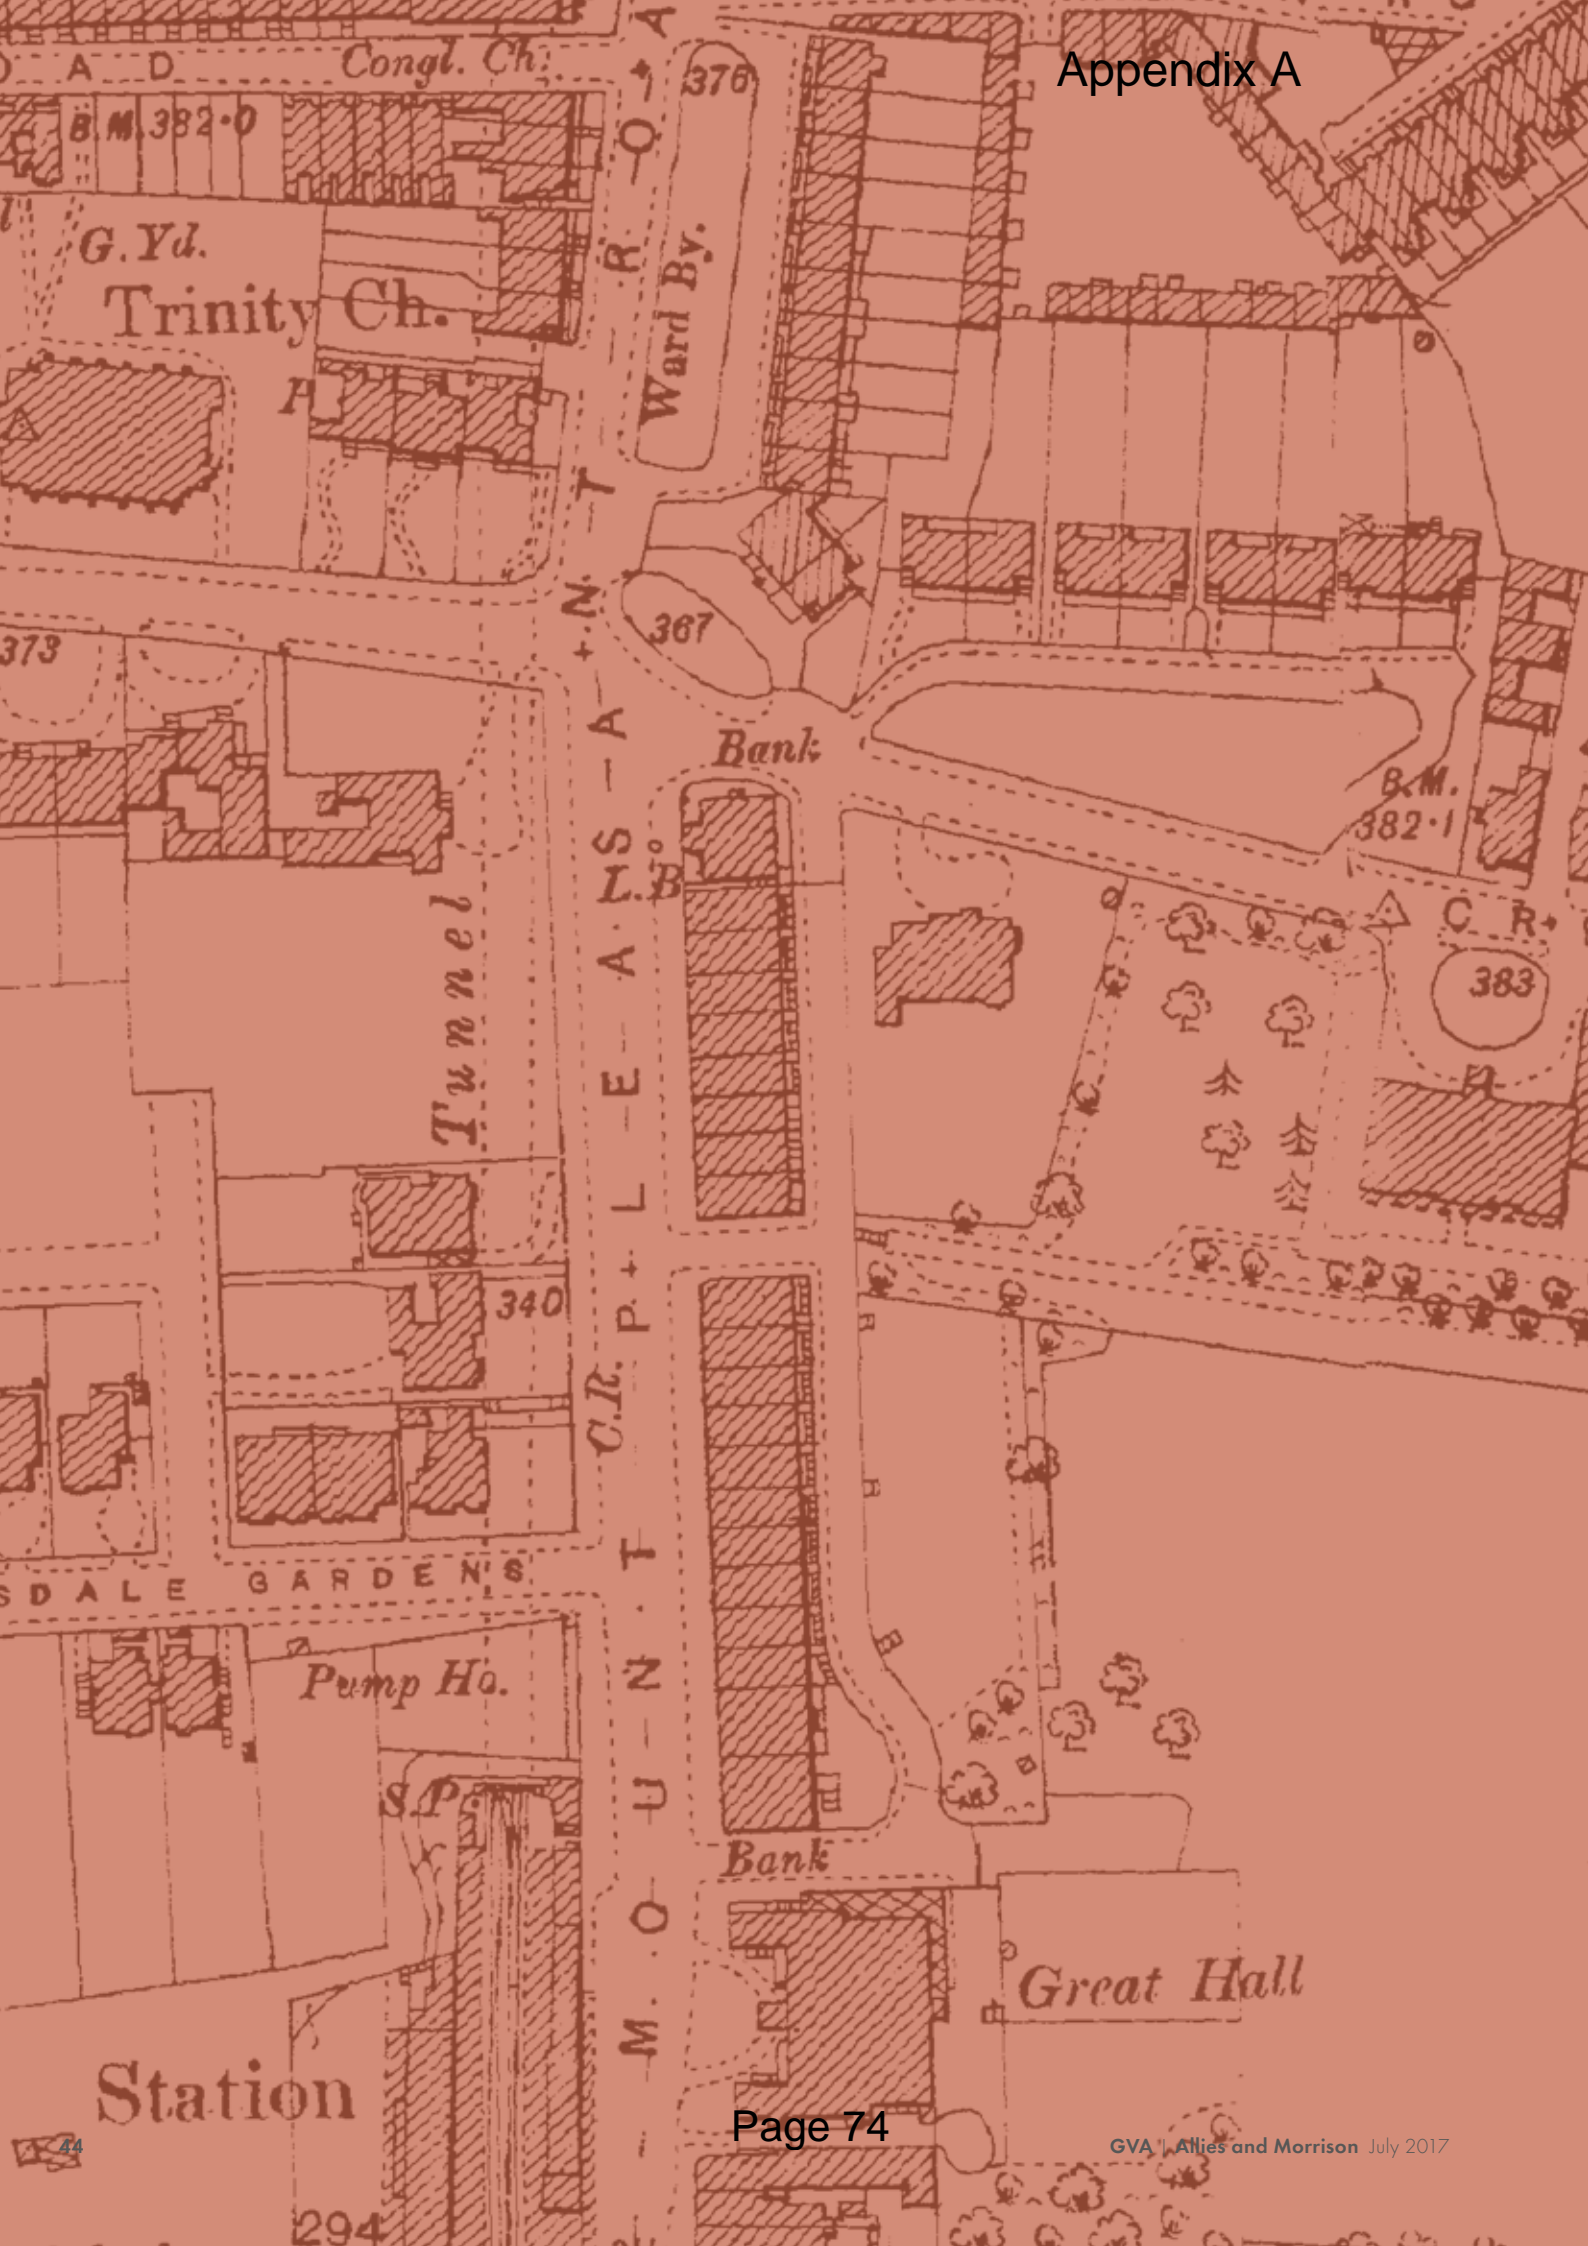 Appendix A
O A D
Congl. Ch.
376
B.M. 382·0
G. Yd.
Trinity Ch.
Ward By.
367
373
Bank
B.M.
382·1
L.B
C R
383
Tunnel
340
C.R.
MOUNT PLEASANT ROA
SDALE GARDENS
Pump Ho.
S.P.
Bank
Great Hall
Station
294
Page 74
44
GVA | Allies and Morrison July 2017